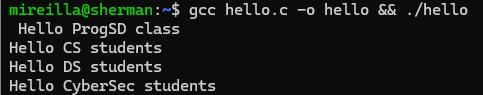 mireilla@sherman:~$ gcc hello.c -o hello && ./hello
 Hello ProgSD class
Hello CS students
Hello DS students
Hello CyberSec students